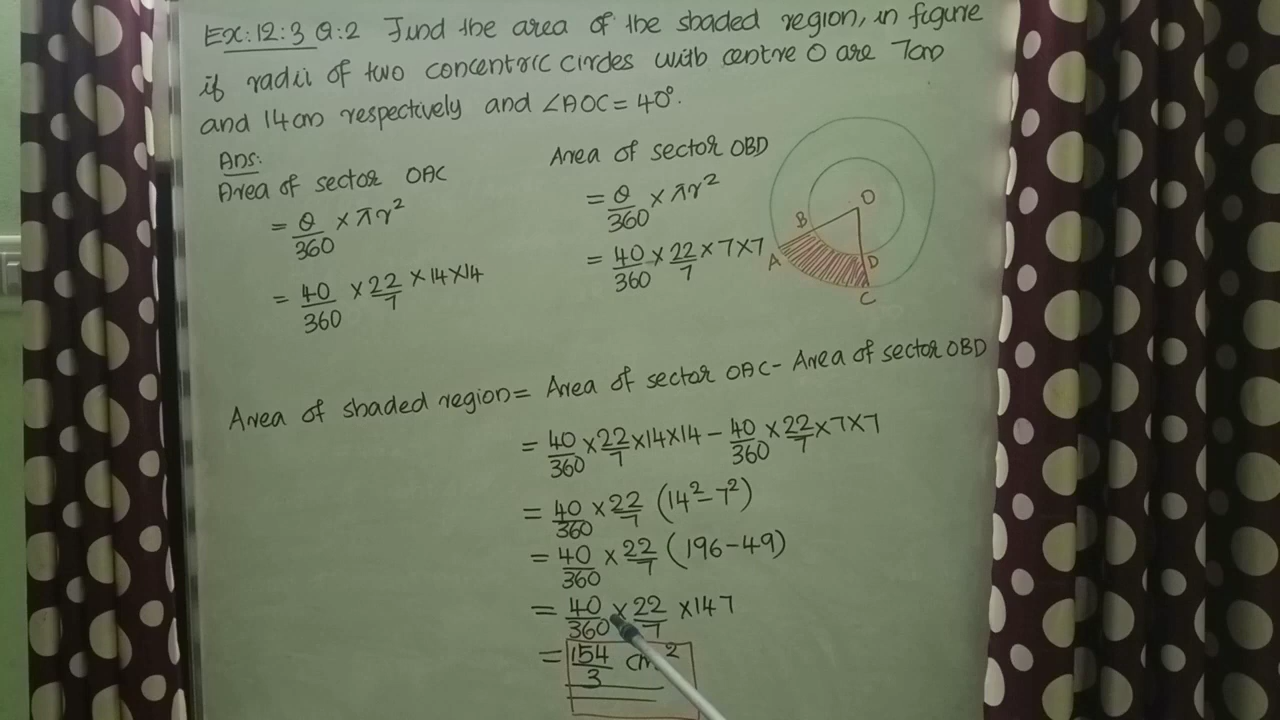 Ex:12:3 Q:2 Find the area of the shaded region, in figure
if radii of two concentric circles with centre O are 7cm
and 14cm respectively and ∠AOC = 40°.
Ans:
Area of sector OAC
= θ/360 × πr²
= 40/360 × 22/7 × 14×14
Area of sector OBD
= θ/360 × πr²
= 40/360 × 22/7 × 7×7
O
B
A
D
C
Area of shaded region = Area of sector OAC - Area of sector OBD
= 40/360 × 22/7 × 14×14 - 40/360 × 22/7 × 7×7
= 40/360 × 22/7 (14² - 7²)
= 40/360 × 22/7 (196-49)
= 40/360 × 22/7 × 147
= 154/3 cm²